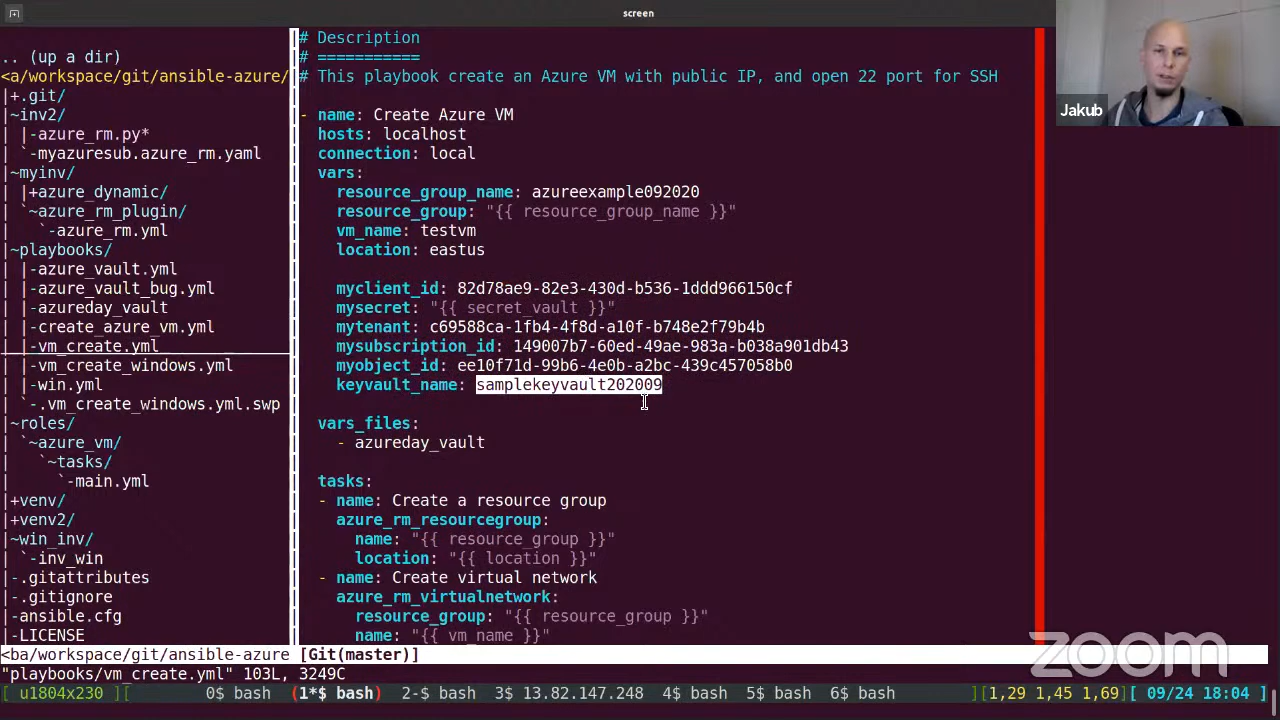 screen
.. (up a dir)
<a/workspace/git/ansible-azure/
|+.git/
~inv2/
| |-azure_rm.py*
| `-myazuresub.azure_rm.yaml
~myinv/
| |+azure_dynamic/
| `~azure_rm_plugin/
| `-azure_rm.yml
|~playbooks/
| |-azure_vault.yml
| |-azure_vault_bug.yml
| |-azureday_vault
| |-create_azure_vm.yml
| |-vm_create.yml
| |-vm_create_windows.yml
| |-win.yml
| `-.vm_create_windows.yml.swp
|~roles/
| `~azure_vm/
| `~tasks/
| `-main.yml
|+venv/
|+venv2/
|~win_inv/
| `-inv_win
|-.gitattributes
|-.gitignore
|-ansible.cfg
|-LICENSE
<ba/workspace/git/ansible-azure [Git(master)]
# Description
# ===========
# This playbook create an Azure VM with public IP, and open 22 port for SSH
- name: Create Azure VM
hosts: localhost
connection: local
vars:
resource_group_name: azureexample092020
resource_group: "{{ resource_group_name }}"
vm_name: testvm
location: eastus
myclient_id: 82d78ae9-82e3-430d-b536-1ddd966150cf
mysecret: "{{ secret_vault }}"
mytenant: c69588ca-1fb4-4f8d-a10f-b748e2f79b4b
mysubscription_id: 149007b7-60ed-49ae-983a-b038a901db43
myobject_id: ee10f71d-99b6-4e0b-a2bc-439c457058b0
keyvault_name: samplekeyvault202009
vars_files:
- azureday_vault
tasks:
- name: Create a resource group
azure_rm_resourcegroup:
name: "{{ resource_group }}"
location: "{{ location }}"
- name: Create virtual network
azure_rm_virtualnetwork:
resource_group: "{{ resource_group }}"
name: "{{ vm_name }}"
"playbooks/vm_create.yml" 103L, 3249C
[ u1804x230 ][ 0$ bash (1*$ bash) 2-$ bash 3$ 13.82.147.248 4$ bash 5$ bash 6$ bash ][1,29 1,45 1,69][ 09/24 18:04 ]
Jakub
zoom